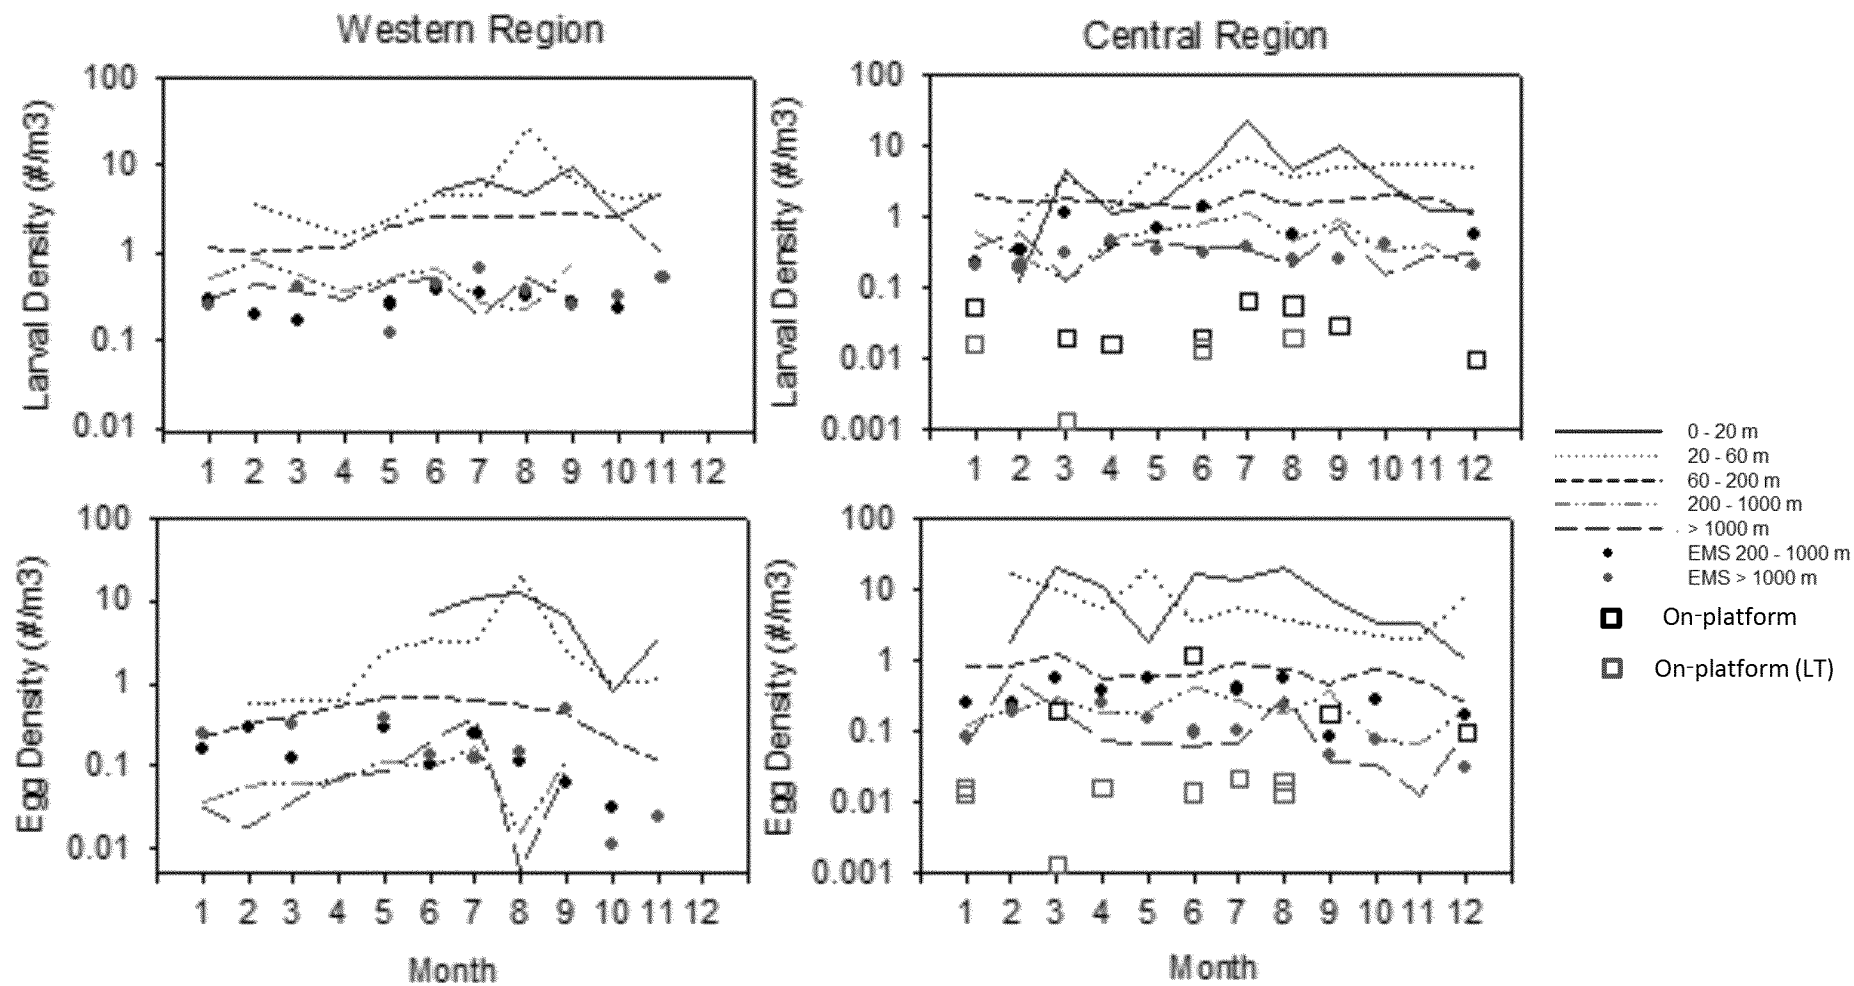 Western Region
Central Region
Larval Density (#/m3)
100
10
1
0.1
0.01
1 2 3 4 5 6 7 8 9 10 11 12
Larval Density (#/m3)
100
10
1
0.1
0.01
0.001
1 2 3 4 5 6 7 8 9 10 11 12
Egg Density (#/m3)
100
10
1
0.1
0.01
1 2 3 4 5 6 7 8 9 10 11 12
Month
Egg Density (#/m3)
100
10
1
0.1
0.01
0.001
1 2 3 4 5 6 7 8 9 10 11 12
Month
0 - 20 m
20 - 60 m
60 - 200 m
200 - 1000 m
> 1000 m
EMS 200 - 1000 m
EMS > 1000 m
On-platform
On-platform (LT)